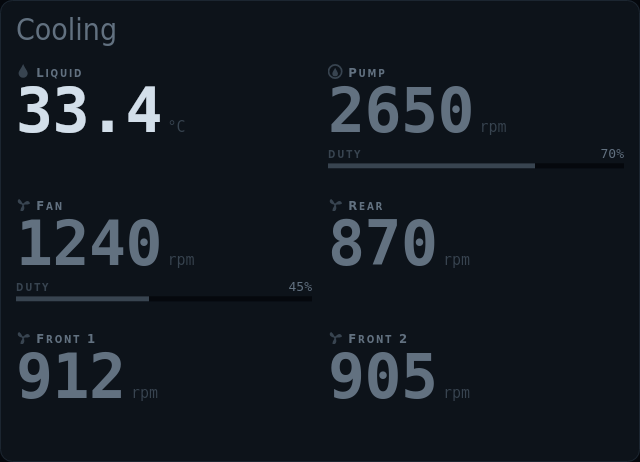 Cooling
LIQUID
33.4 °C
PUMP
2650 rpm
DUTY 70%
FAN
1240 rpm
DUTY 45%
REAR
870 rpm
FRONT 1
912 rpm
FRONT 2
905 rpm